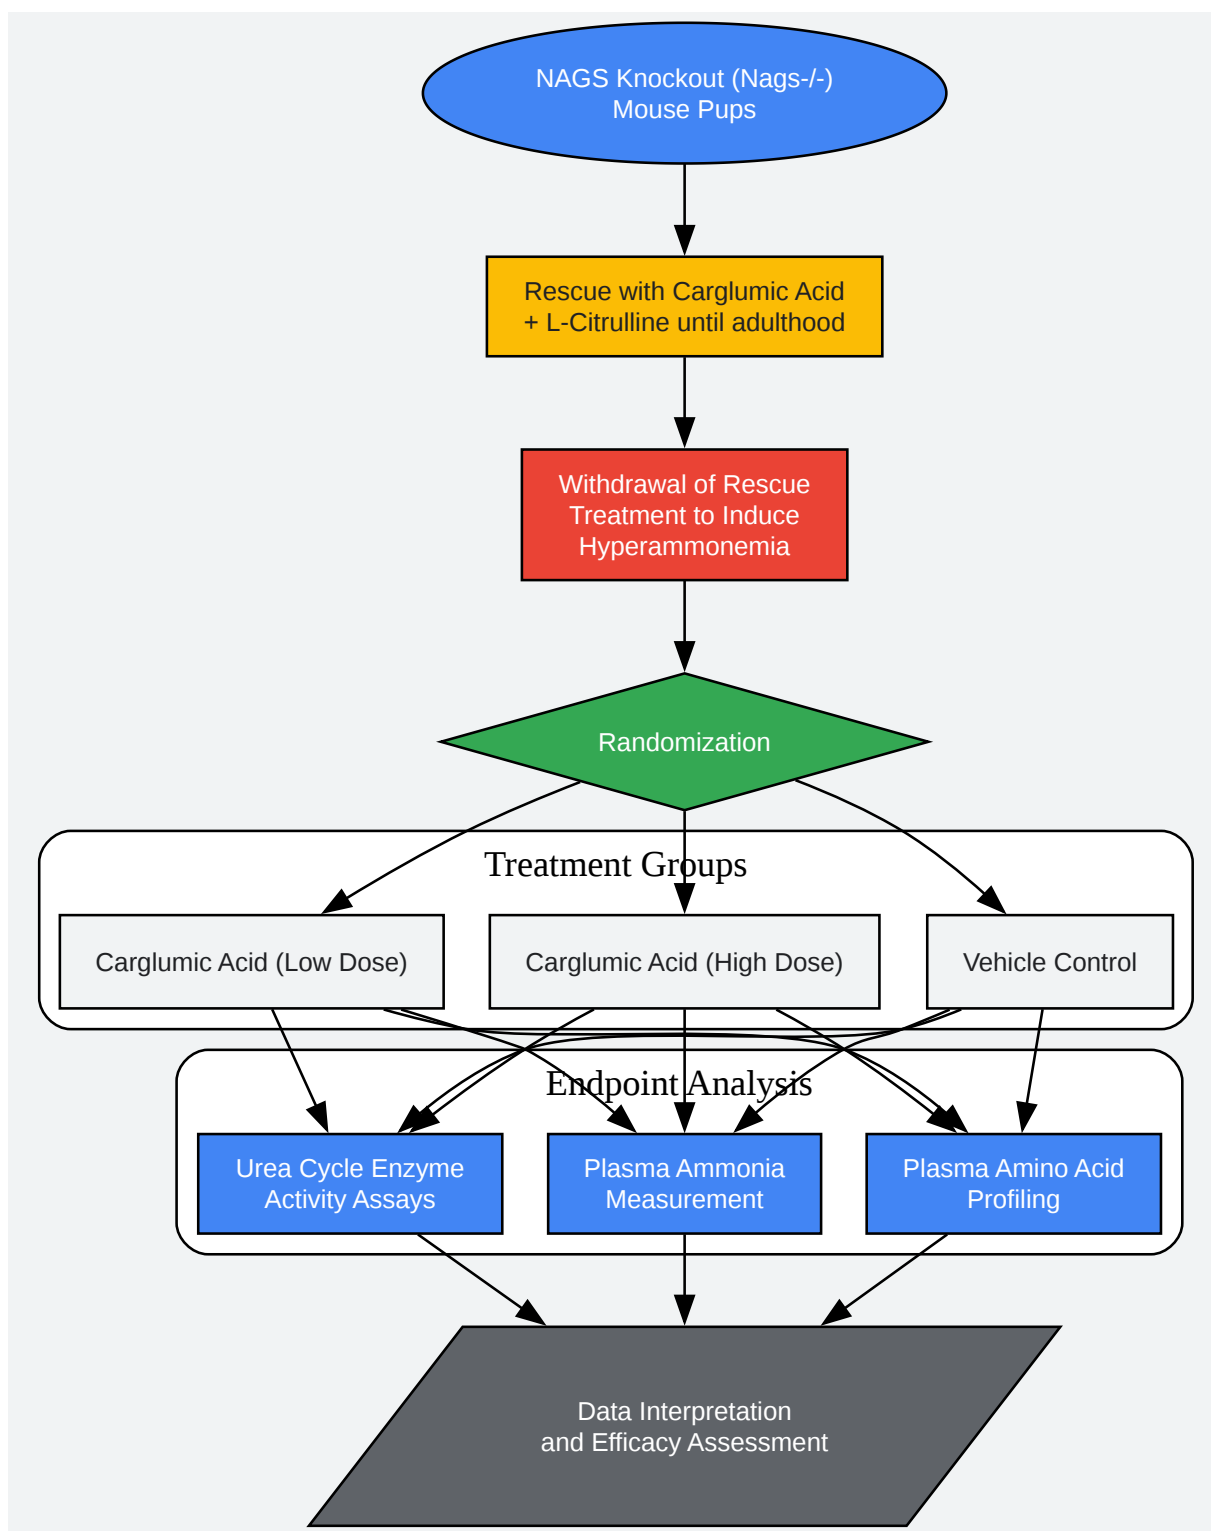 NAGS Knockout (Nags-/-)
Mouse Pups
Rescue with Carglumic Acid
+ L-Citrulline until adulthood
Withdrawal of Rescue
Treatment to Induce
Hyperammonemia
Randomization
Treatment Groups
Carglumic Acid (Low Dose)
Carglumic Acid (High Dose)
Vehicle Control
Endpoint Analysis
Urea Cycle Enzyme
Activity Assays
Plasma Ammonia
Measurement
Plasma Amino Acid
Profiling
Data Interpretation
and Efficacy Assessment